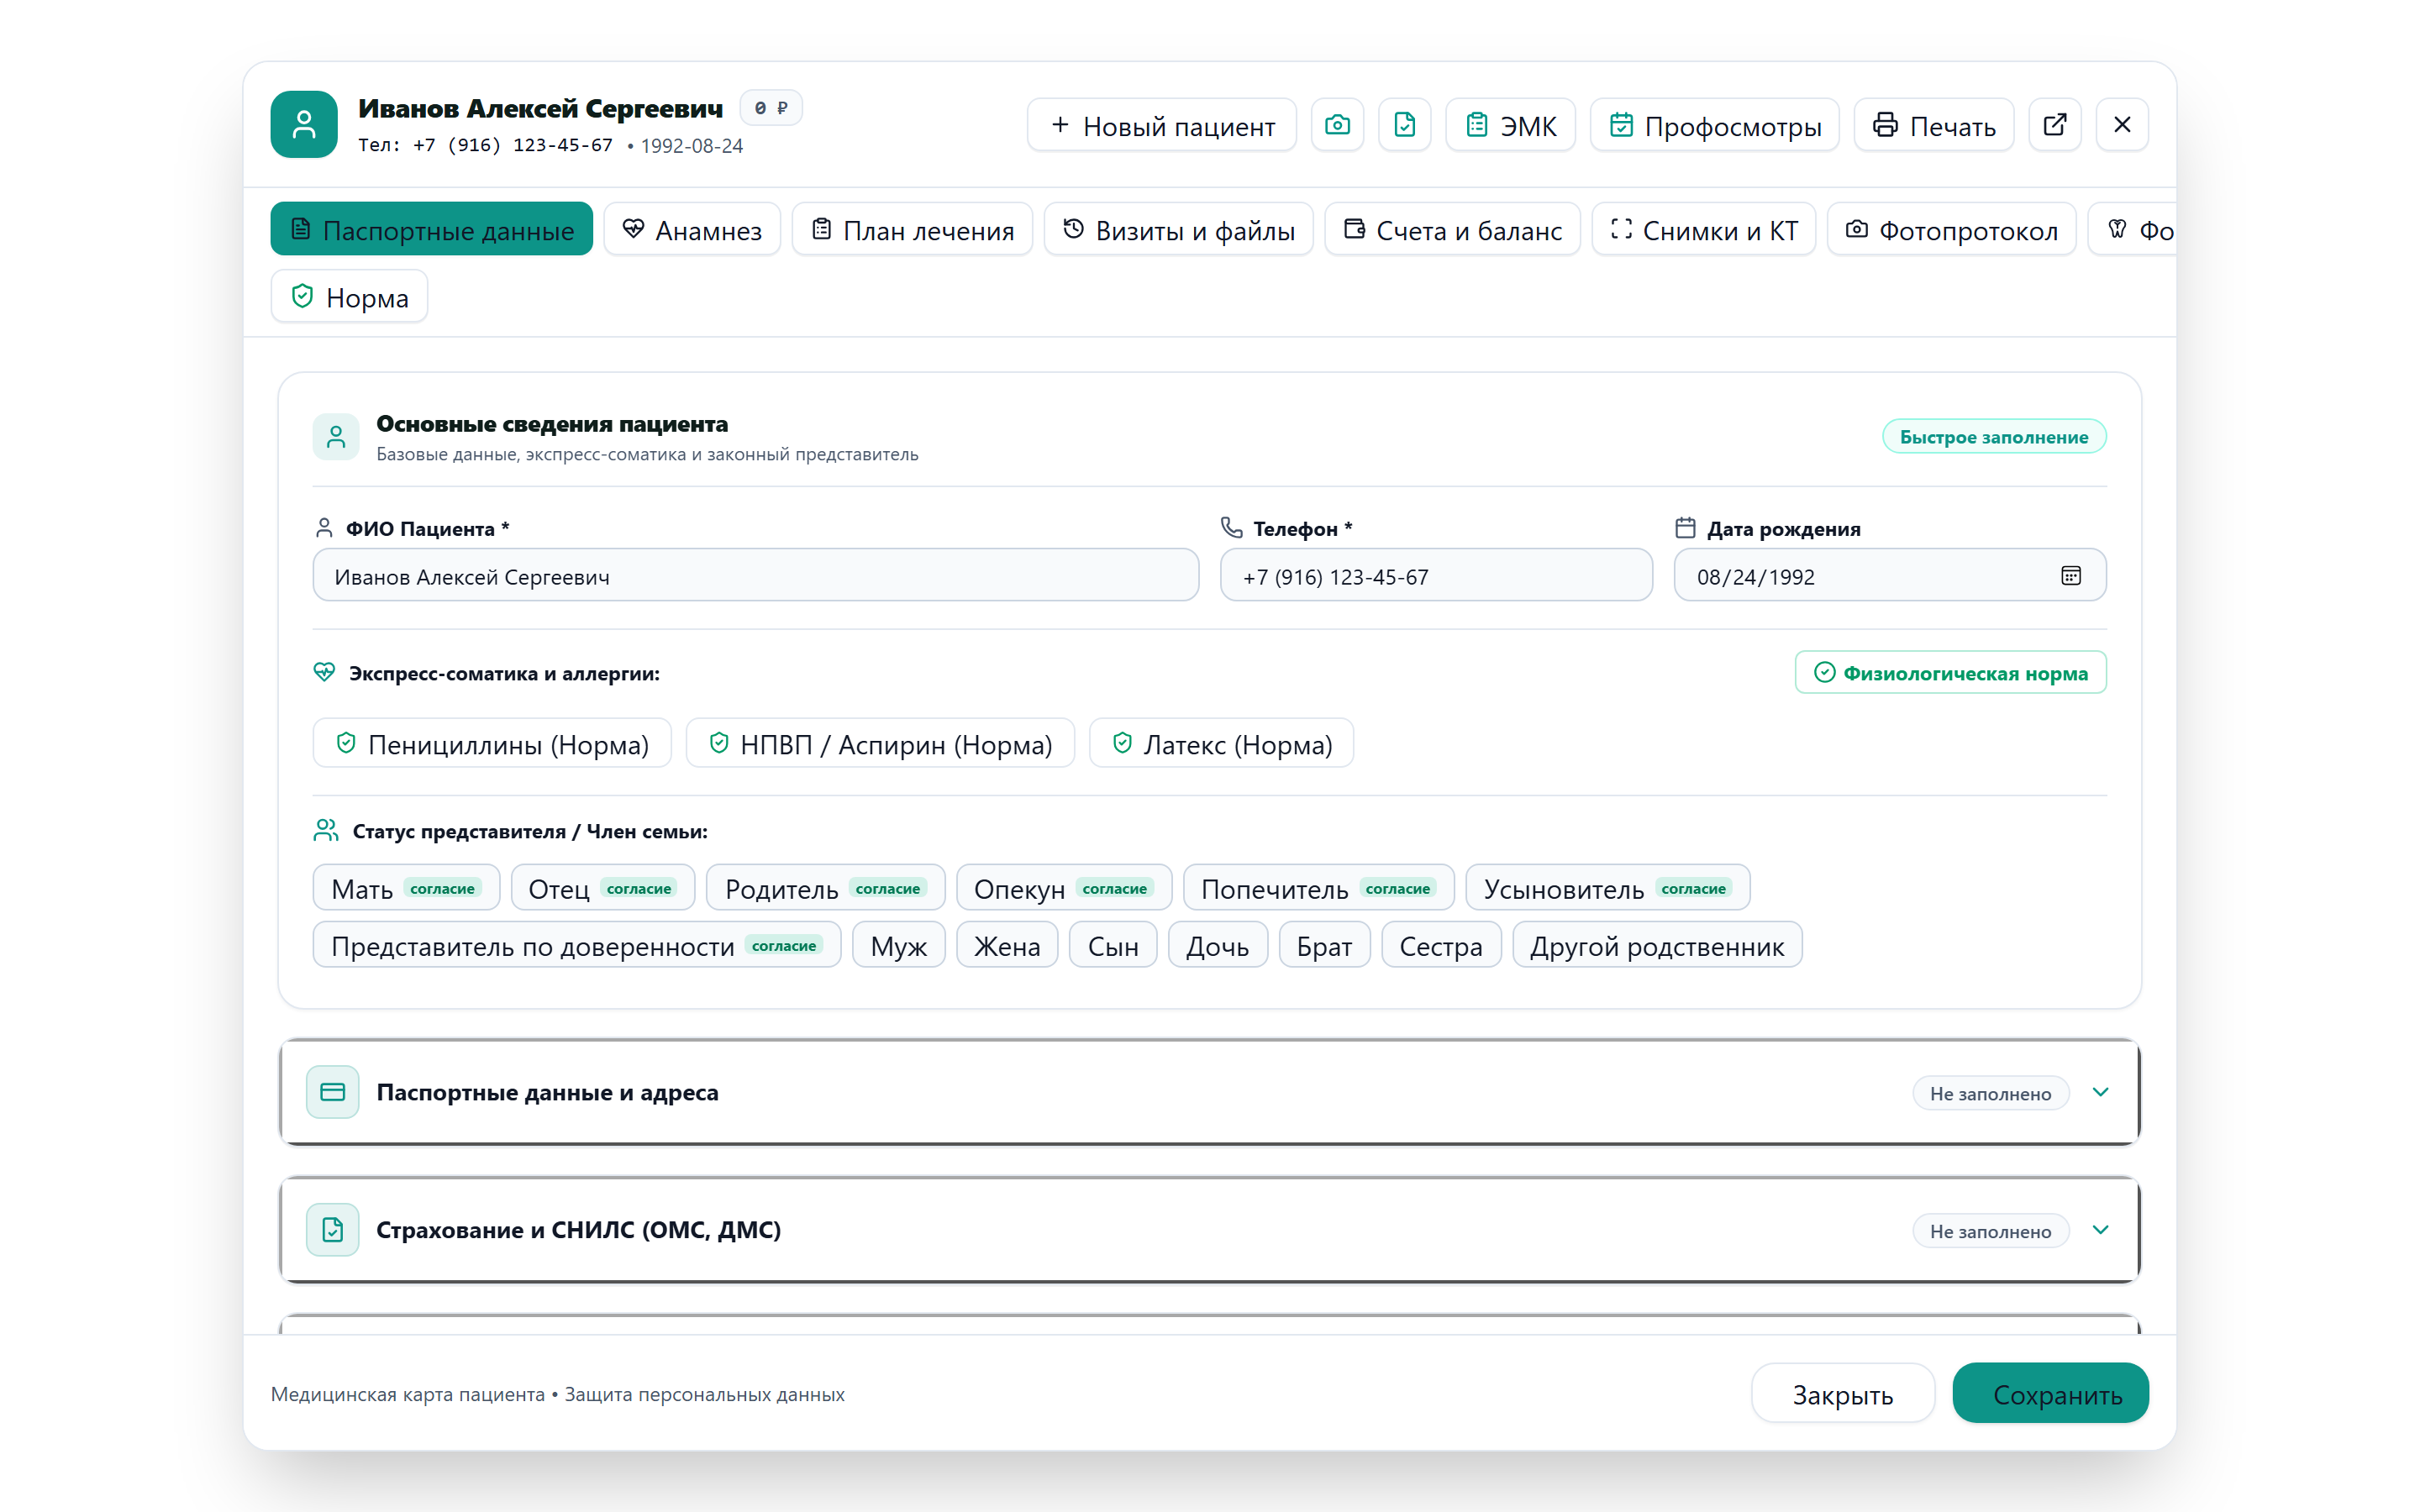 Иванов Алексей Сергеевич 0 ₽
Тел: +7 (916) 123-45-67 • 1992-08-24
Новый пациент ЭМК Профосмотры Печать
Паспортные данные Анамнез План лечения Визиты и файлы Счета и баланс Снимки и КТ Фотопротокол Фо
Норма
Основные сведения пациента
Базовые данные, экспресс-соматика и законный представитель
Быстрое заполнение
ФИО Пациента * Телефон * Дата рождения
Иванов Алексей Сергеевич +7 (916) 123-45-67 08/24/1992
Экспресс-соматика и аллергии: Физиологическая норма
Пенициллины (Норма) НПВП / Аспирин (Норма) Латекс (Норма)
Статус представителя / Член семьи:
Мать согласие Отец согласие Родитель согласие Опекун согласие Попечитель согласие Усыновитель согласие
Представитель по доверенности согласие Муж Жена Сын Дочь Брат Сестра Другой родственник
Паспортные данные и адреса Не заполнено
Страхование и СНИЛС (ОМС, ДМС) Не заполнено
Медицинская карта пациента • Защита персональных данных Закрыть Сохранить